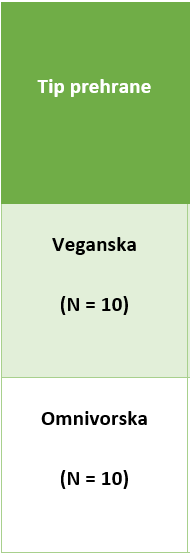 Tip prehrane
Veganska
(N = 10)
Omnivorska
(N = 10)